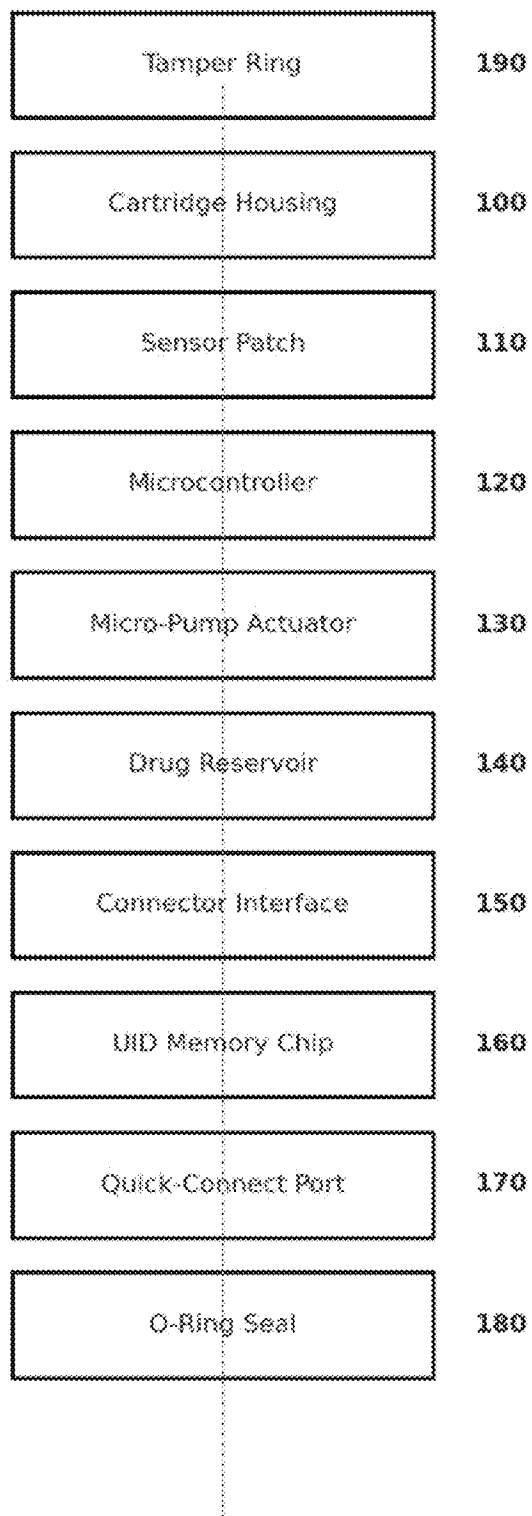 Tamper Ring 190
Cartridge Housing 100
Sensor Patch 110
Microcontroller 120
Micro-Pump Actuator 130
Drug Reservoir 140
Connector Interface 150
UID Memory Chip 160
Quick-Connect Port 170
O-Ring Seal 180